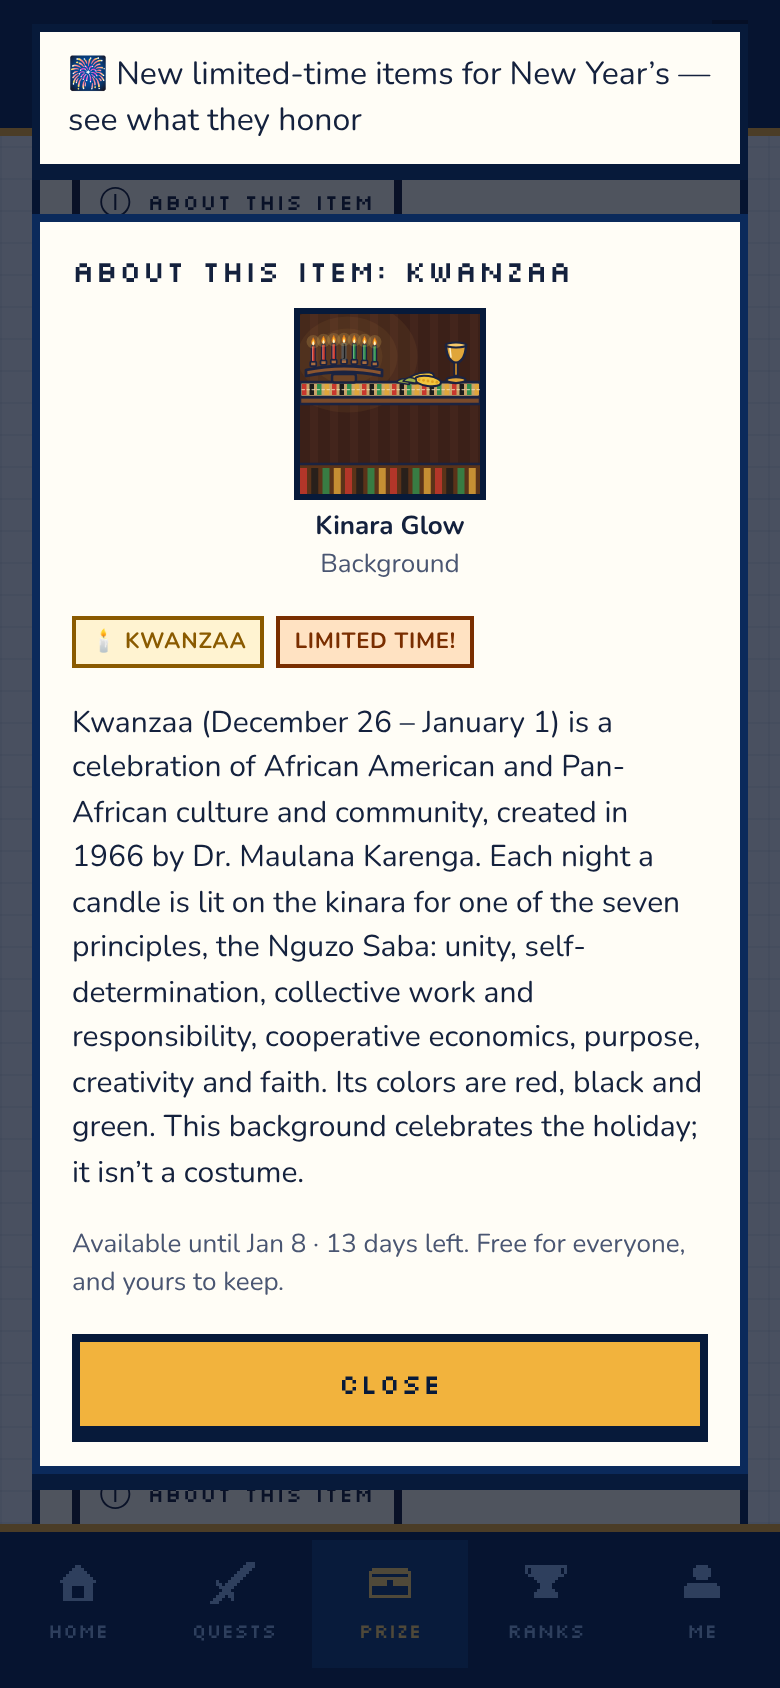 🎆 New limited-time items for New Year’s —
see what they honor
ⓘ ABOUT THIS ITEM
ABOUT THIS ITEM: KWANZAA
Kinara Glow
Background
🕯️ KWANZAA
LIMITED TIME!
Kwanzaa (December 26 – January 1) is a
celebration of African American and Pan-
African culture and community, created in
1966 by Dr. Maulana Karenga. Each night a
candle is lit on the kinara for one of the seven
principles, the Nguzo Saba: unity, self-
determination, collective work and
responsibility, cooperative economics, purpose,
creativity and faith. Its colors are red, black and
green. This background celebrates the holiday;
it isn’t a costume.
Available until Jan 8 · 13 days left. Free for everyone,
and yours to keep.
CLOSE
ⓘ ABOUT THIS ITEM
HOME QUESTS PRIZE RANKS ME